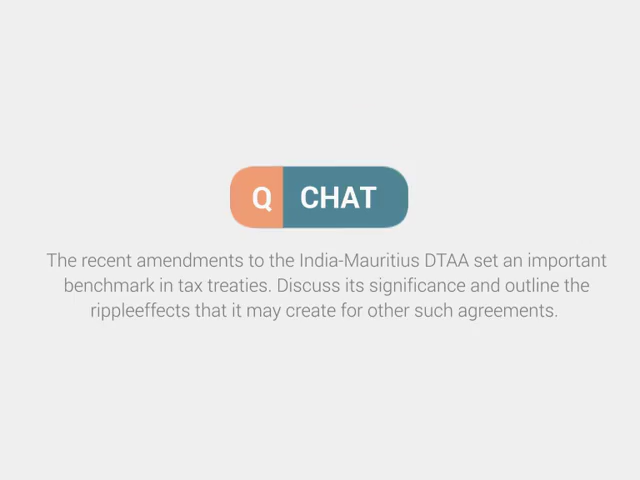 Q CHAT
The recent amendments to the India-Mauritius DTAA set an important
benchmark in tax treaties. Discuss its significance and outline the
rippleeffects that it may create for other such agreements.